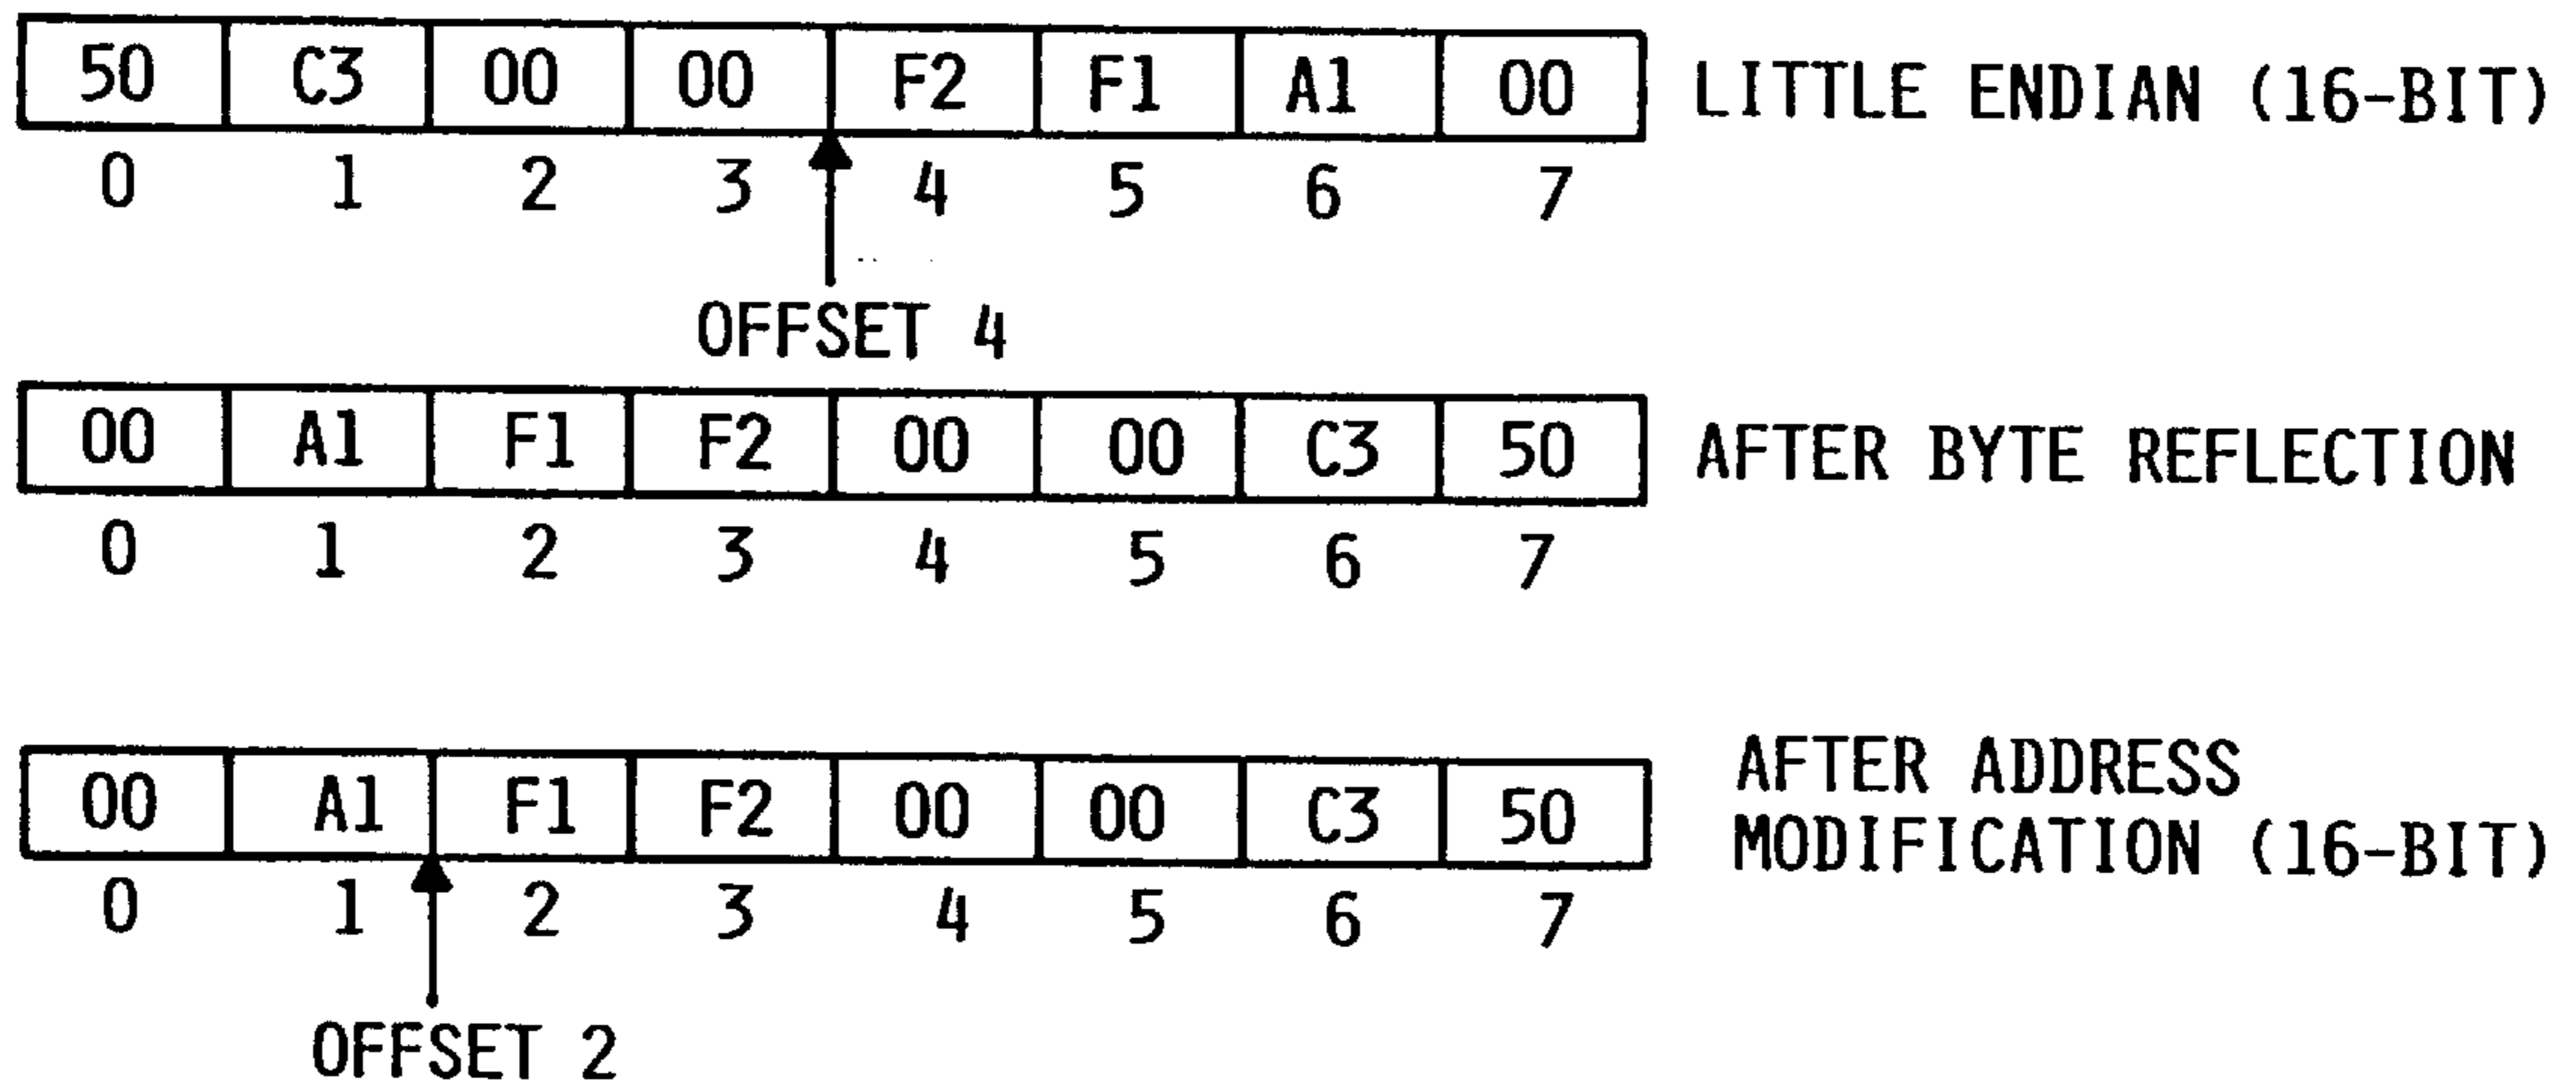 50 C3 00 00 F2 F1 A1 00 LITTLE ENDIAN (16-BIT)
0 1 2 3 4 5 6 7
OFFSET 4
00 A1 F1 F2 00 00 C3 50 AFTER BYTE REFLECTION
0 1 2 3 4 5 6 7
AFTER ADDRESS
00 A1 F1 F2 00 00 C3 50 MODIFICATION (16-BIT)
0 1 2 3 4 5 6 7
OFFSET 2